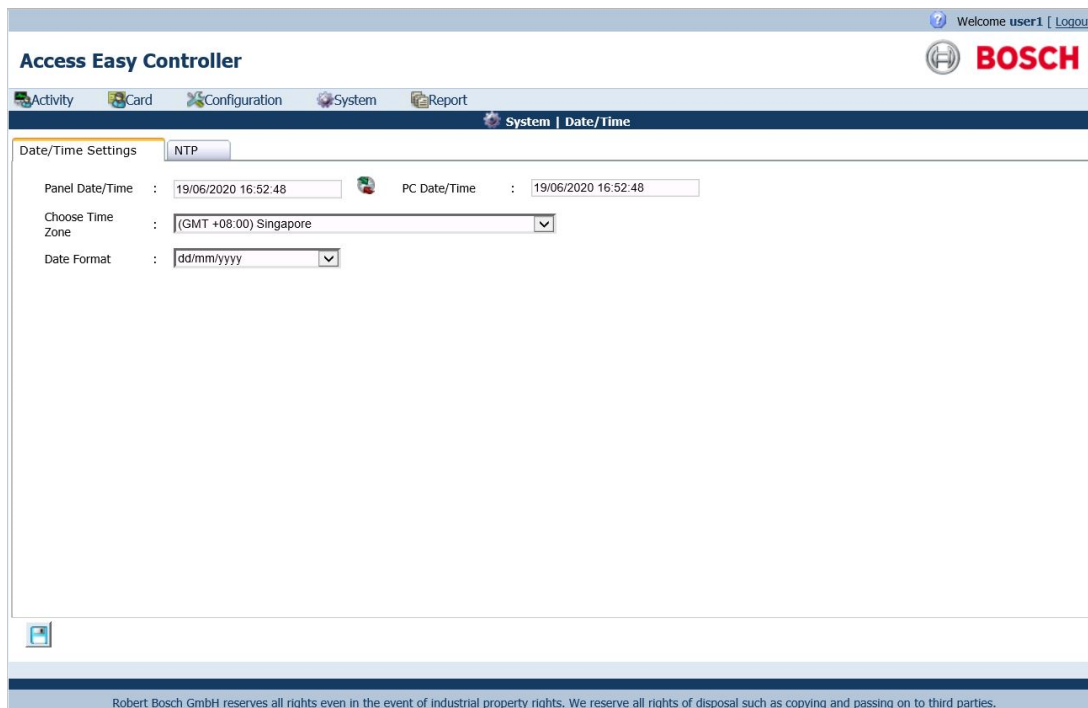 Welcome user1 [ Logou
Access Easy Controller
BOSCH
Activity Card Configuration System Report
System | Date/Time
Date/Time Settings NTP
Panel Date/Time : 19/06/2020 16:52:48 PC Date/Time : 19/06/2020 16:52:48
Choose Time
Zone : (GMT +08:00) Singapore
Date Format : dd/mm/yyyy
Robert Bosch GmbH reserves all rights even in the event of industrial property rights. We reserve all rights of disposal such as copying and passing on to third parties.